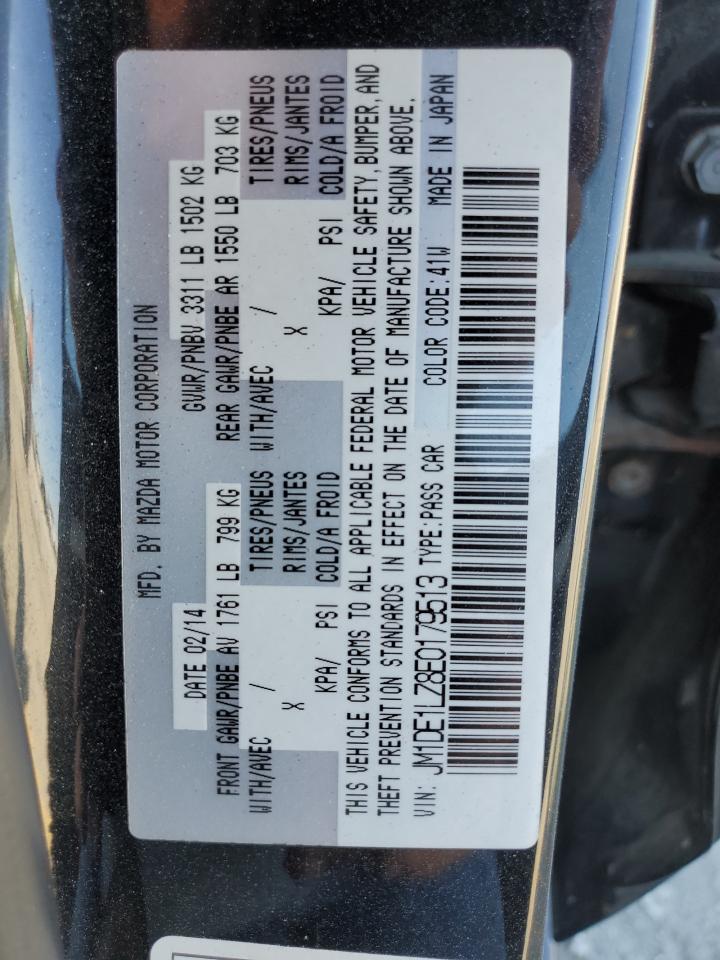 MFD. BY MAZDA MOTOR CORPORATION
DATE 02/14
GVWR/PNBV 3311 LB 1502 KG
FRONT GAWR/PNBE AV 1761 LB 799 KG
REAR GAWR/PNBE AR 1550 LB 703 KG
WITH/AVEC / TIRES/PNEUS WITH/AVEC / TIRES/PNEUS
X RIMS/JANTES X RIMS/JANTES
KPA/ PSI COLD/A FROID KPA/ PSI COLD/A FROID
THIS VEHICLE CONFORMS TO ALL APPLICABLE FEDERAL MOTOR VEHICLE SAFETY, BUMPER, AND
THEFT PREVENTION STANDARDS IN EFFECT ON THE DATE OF MANUFACTURE SHOWN ABOVE.
VIN: JM1DE1LZ8E0179513 TYPE:PASS CAR COLOR CODE:41W MADE IN JAPAN